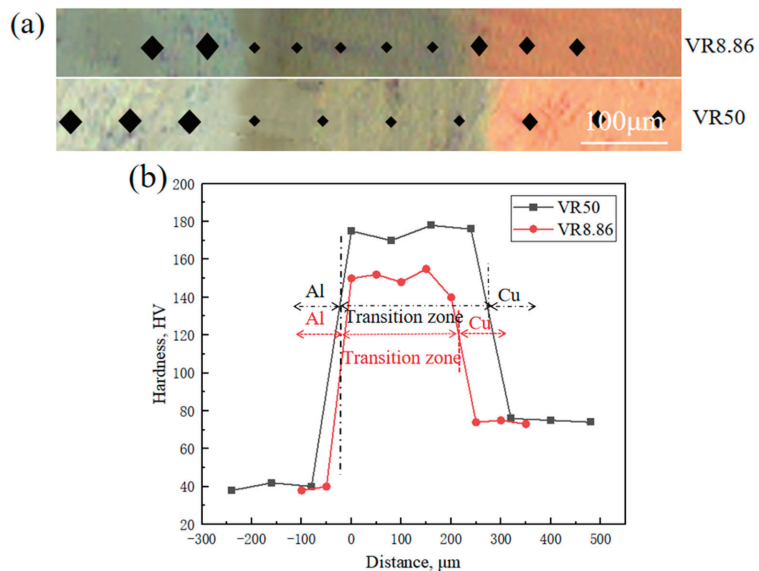 (a)
VR8.86
VR50
100μm
(b)
200
180
160
140
120
100
80
60
40
20
Hardness, HV
VR50
VR8.86
Al
Cu
Transition zone
Al
Cu
Transition zone
-300 -200 -100 0 100 200 300 400 500
Distance, μm